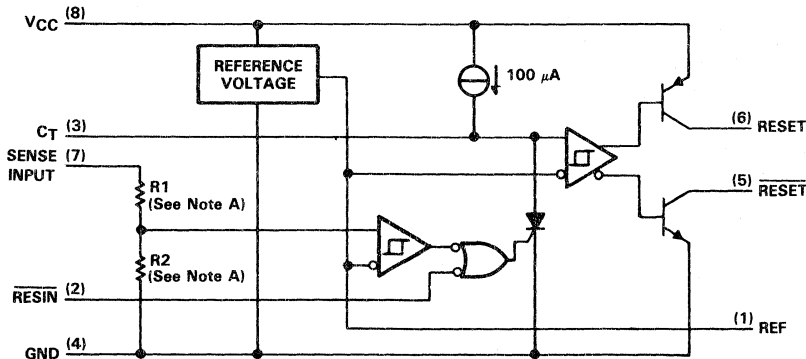 VCC (8)
REFERENCE
VOLTAGE
100 μA
CT (3)
(6) RESET
SENSE (7)
INPUT
R1
(See Note A)
(5) RESET
R2
(See Note A)
RESIN (2)
(1) REF
GND (4)